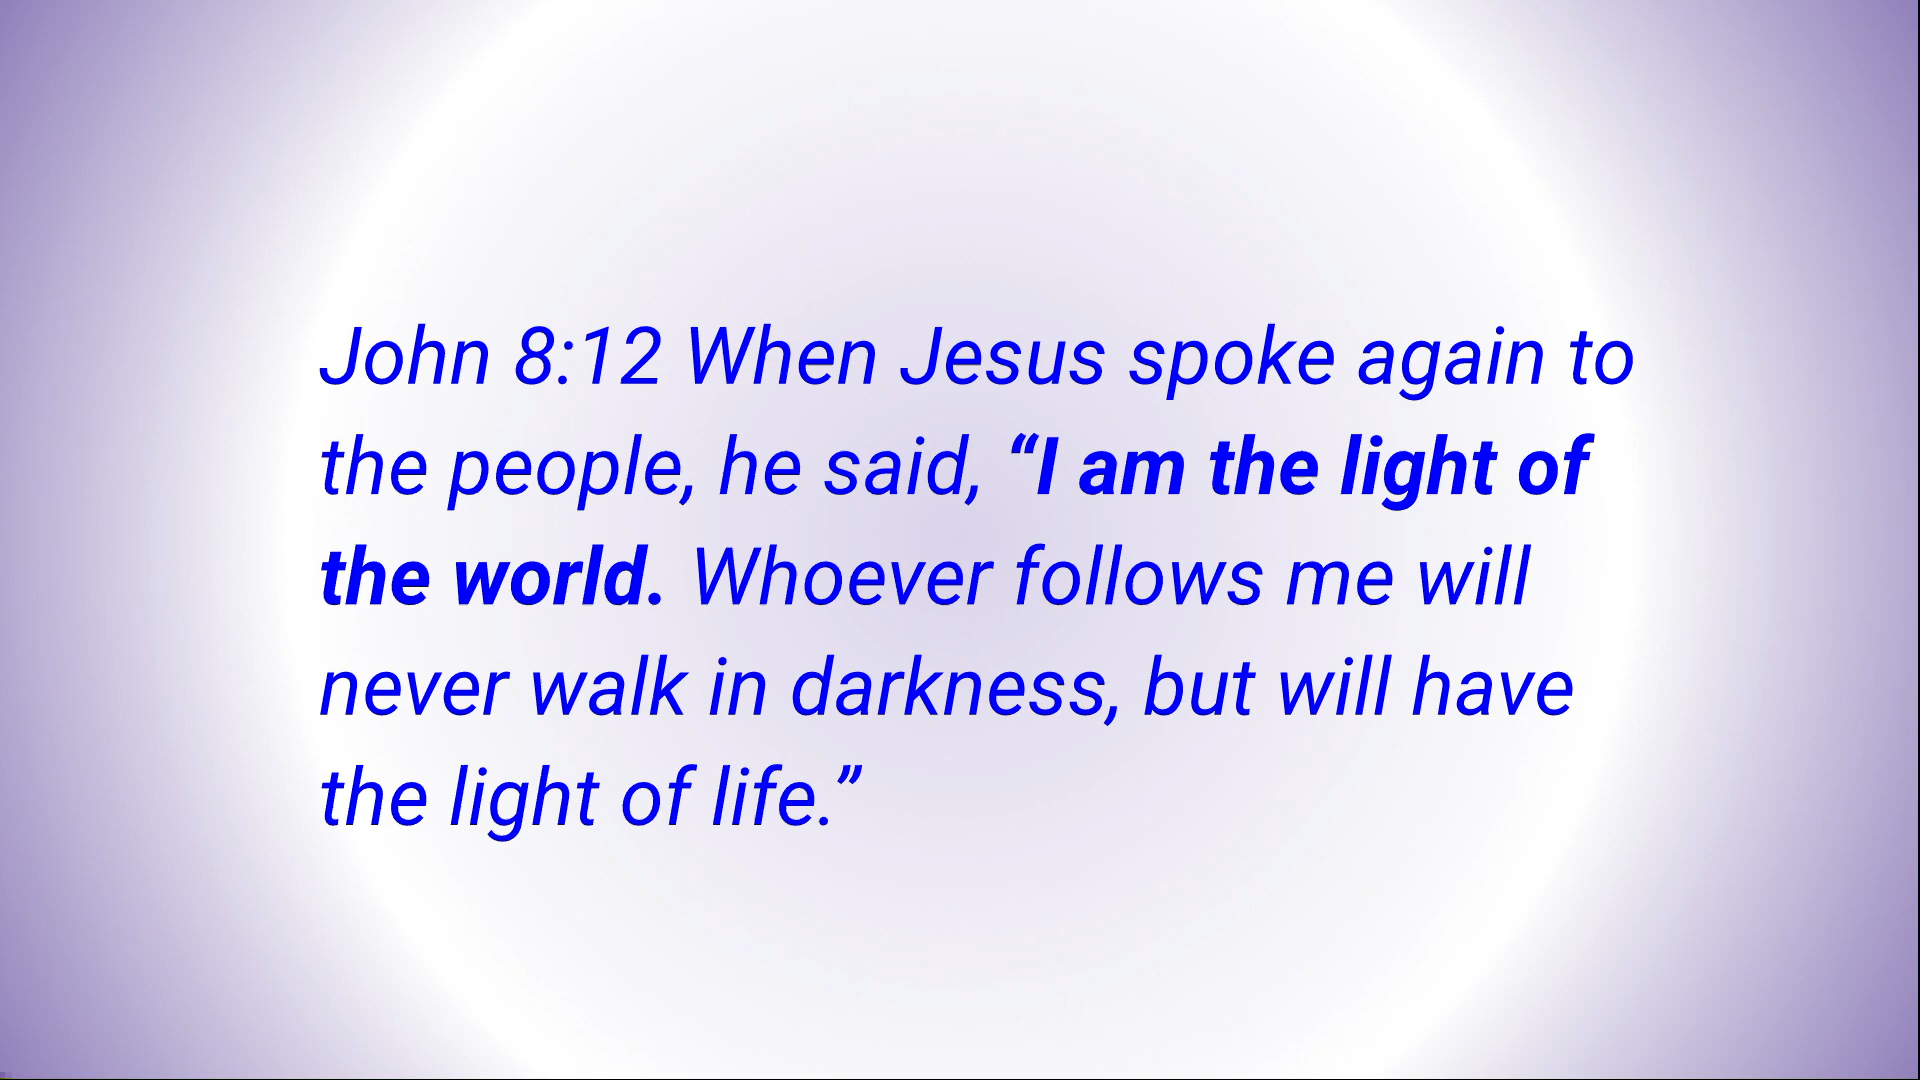 John 8:12 When Jesus spoke again to
the people, he said, “I am the light of
the world. Whoever follows me will
never walk in darkness, but will have
the light of life.”